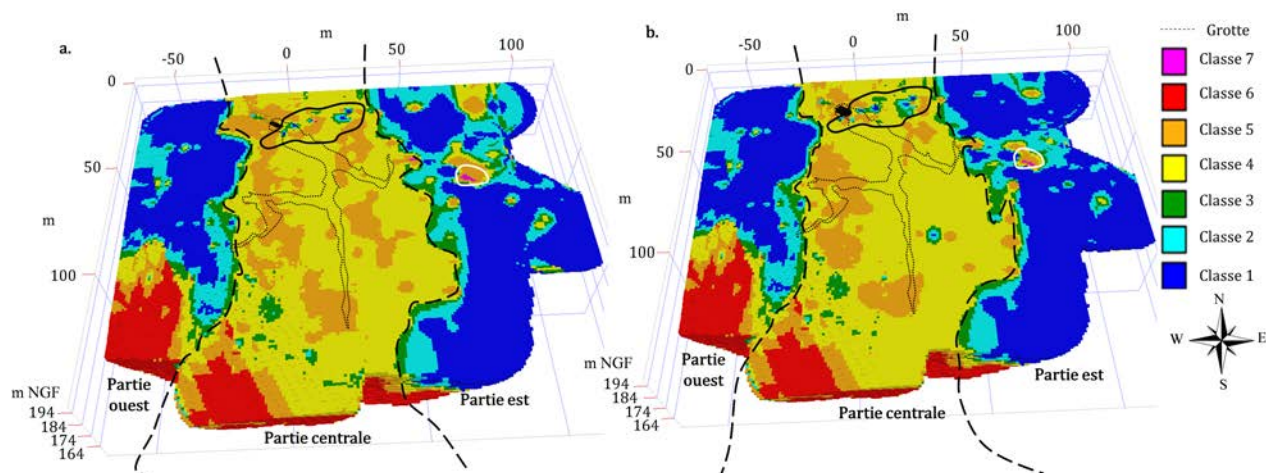 a.
m
-50
0
50
100
0
50
m
100
m NGF
194
184
174
164
Partie
ouest
Partie centrale
Partie est
b.
m
-50
0
50
100
0
50
m
100
m NGF
194
184
174
164
Partie
ouest
Partie centrale
Partie est
Grotte
Classe 7
Classe 6
Classe 5
Classe 4
Classe 3
Classe 2
Classe 1
N
W E
S